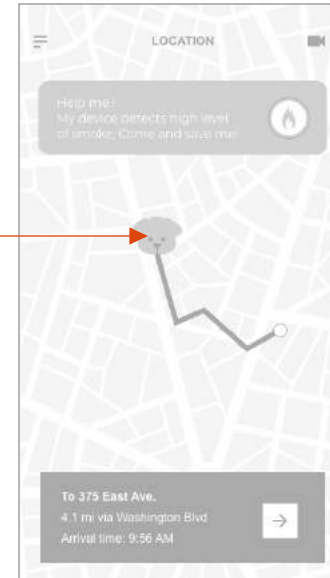 LOCATION
Help me!
My device detects high level
of smoke, Come and save me!
To 375 East Ave.
4.1 mi via Washington Blvd
Arrival time: 9:56 AM